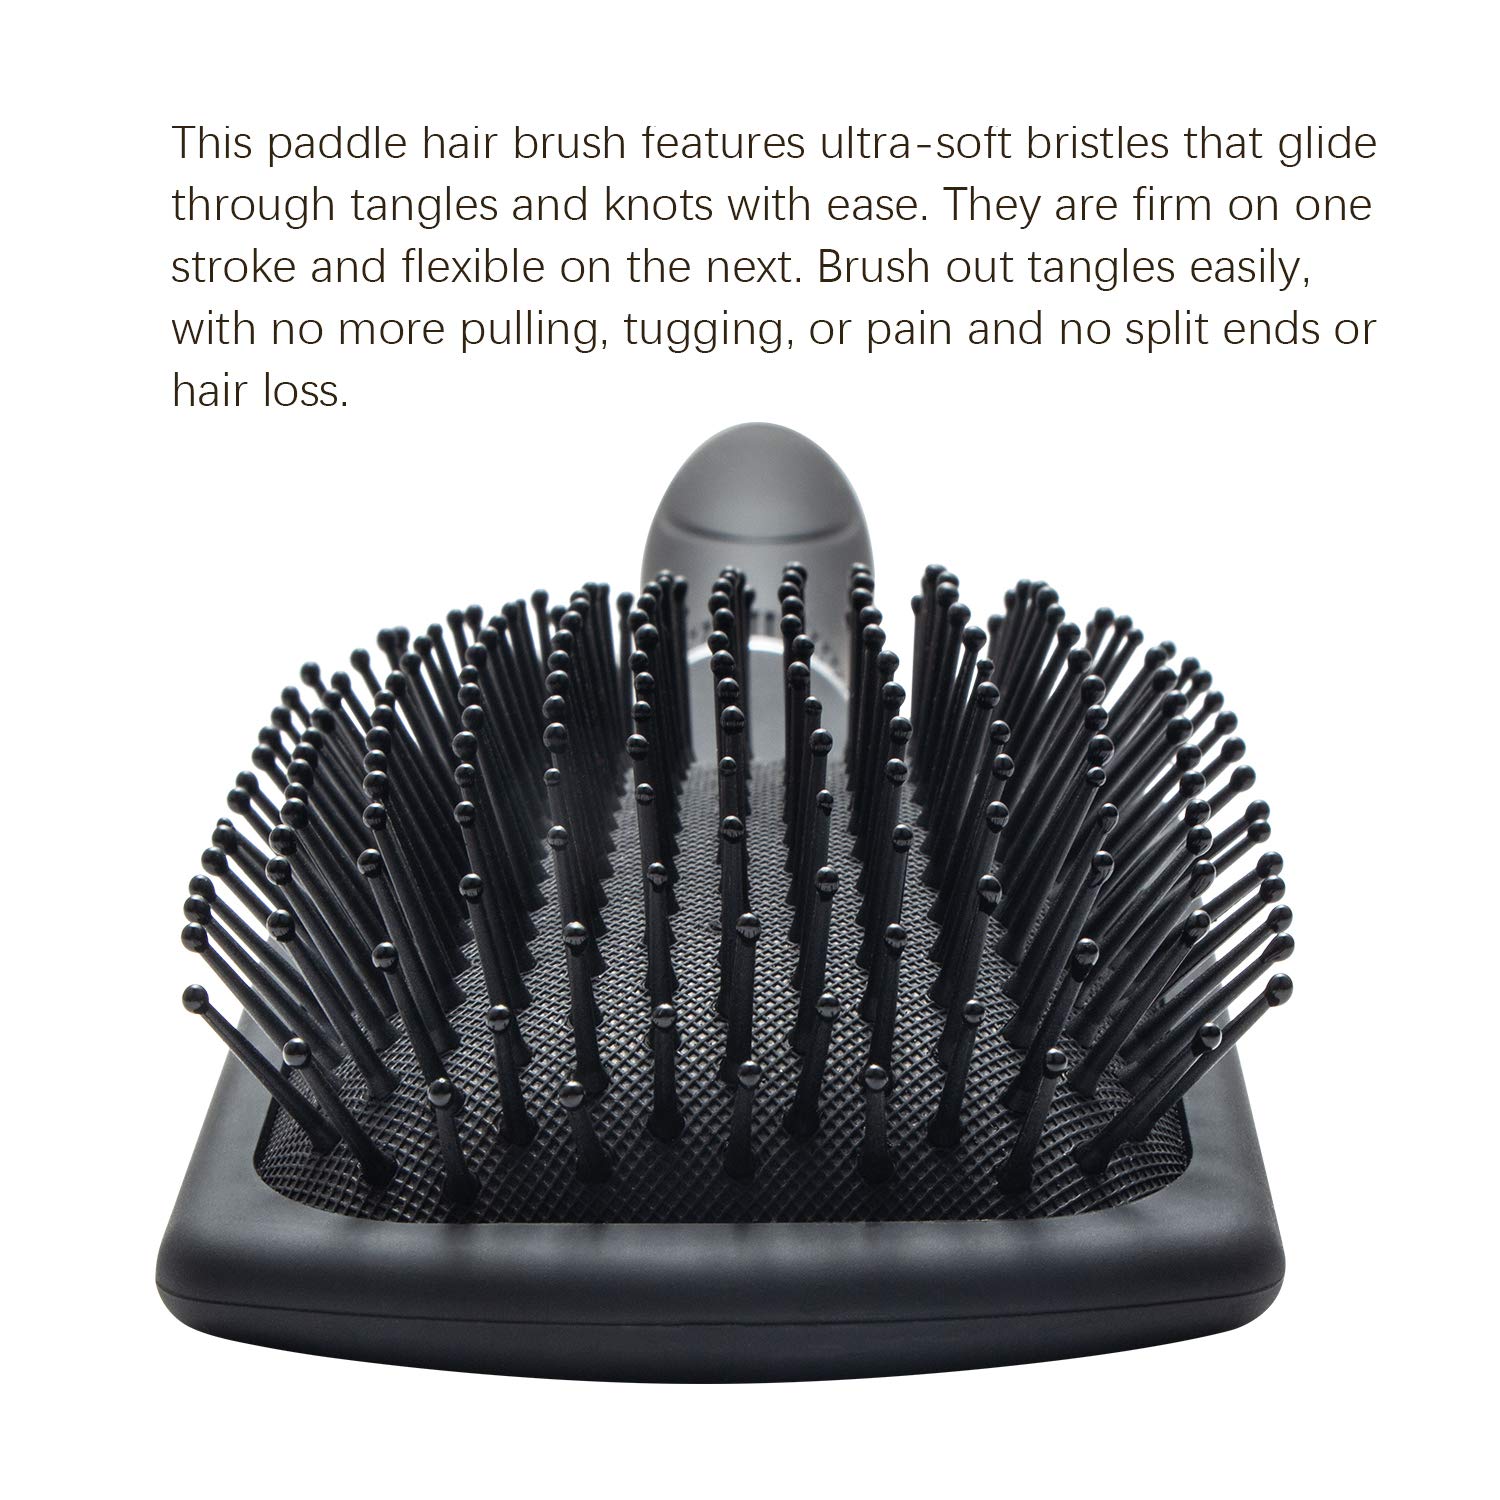 This paddle hair brush features ultra-soft bristles that glide
through tangles and knots with ease. They are firm on one
stroke and flexible on the next. Brush out tangles easily,
with no more pulling, tugging, or pain and no split ends or
hair loss.